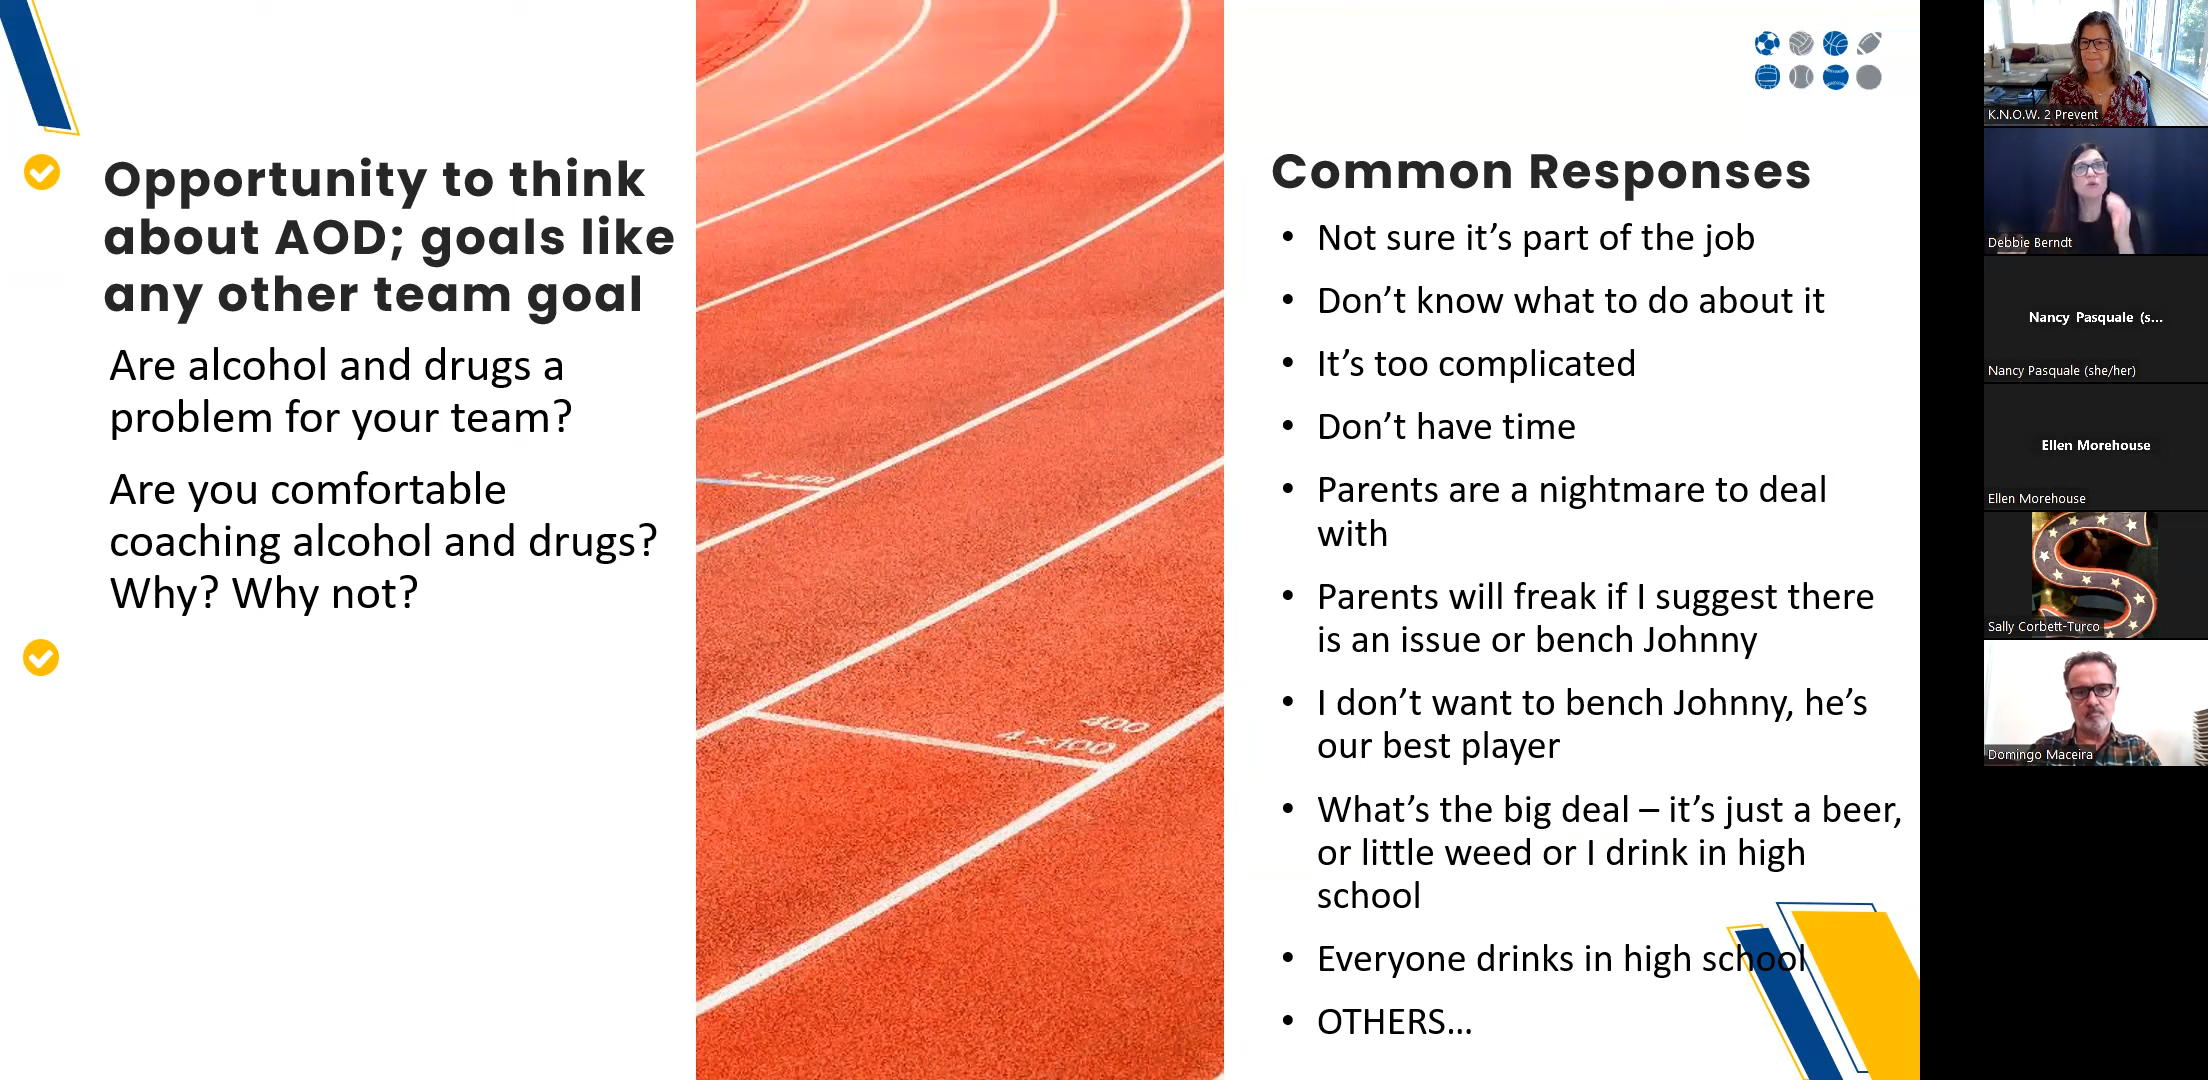 Opportunity to think
about AOD; goals like
any other team goal
Are alcohol and drugs a
problem for your team?
Are you comfortable
coaching alcohol and drugs?
Why? Why not?
4×400
400
4×100
Common Responses
• Not sure it’s part of the job
• Don’t know what to do about it
• It’s too complicated
• Don’t have time
• Parents are a nightmare to deal
with
• Parents will freak if I suggest there
is an issue or bench Johnny
• I don’t want to bench Johnny, he’s
our best player
• What’s the big deal – it’s just a beer,
or little weed or I drink in high
school
• Everyone drinks in high school
• OTHERS…
K.N.O.W. 2 Prevent
Debbie Berndt
Nancy Pasquale (s...
Nancy Pasquale (she/her)
Ellen Morehouse
Ellen Morehouse
S
Sally Corbett-Turco
Domingo Maceira